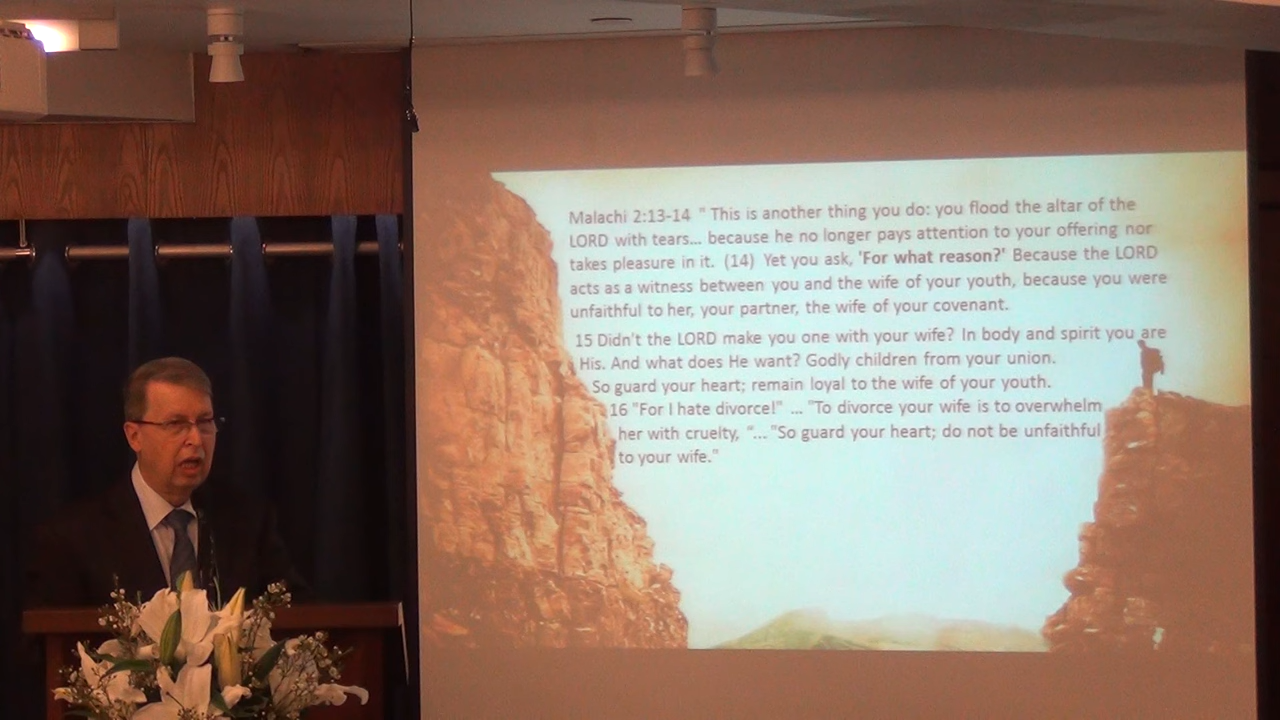 Malachi 2:13-14 " This is another thing you do: you flood the altar of the
LORD with tears... because he no longer pays attention to your offering nor
takes pleasure in it. (14) Yet you ask, 'For what reason?' Because the LORD
acts as a witness between you and the wife of your youth, because you were
unfaithful to her, your partner, the wife of your covenant.
15 Didn't the LORD make you one with your wife? In body and spirit you are
His. And what does He want? Godly children from your union.
So guard your heart; remain loyal to the wife of your youth.
16 "For I hate divorce!" ... "To divorce your wife is to overwhelm
her with cruelty, "... "So guard your heart; do not be unfaithful
to your wife."